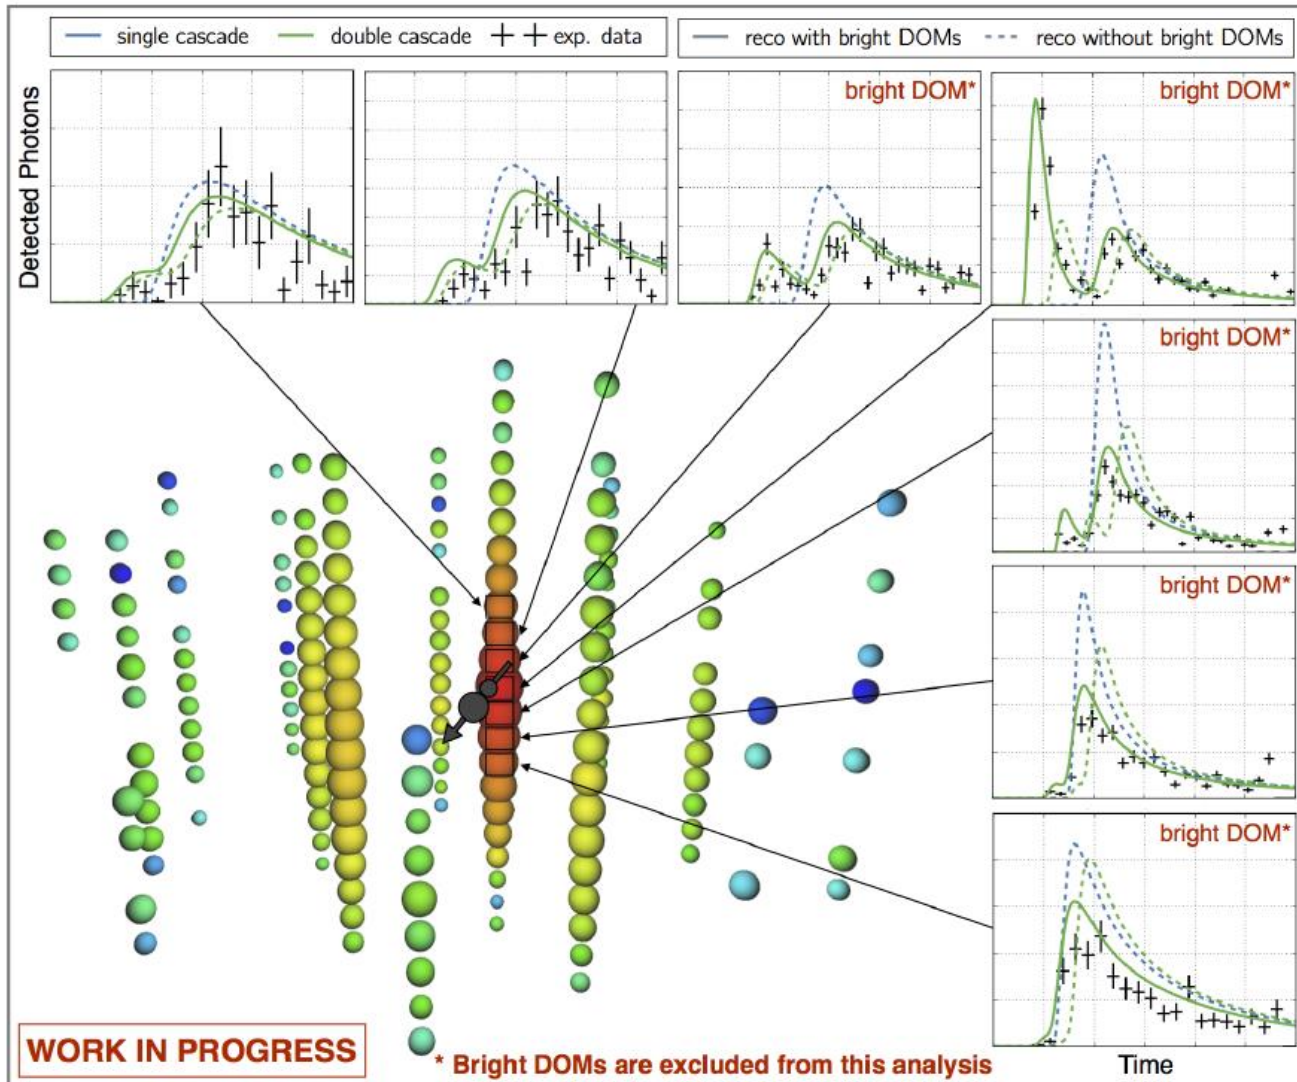 single cascade double cascade exp. data reco with bright DOMs reco without bright DOMs
Detected Photons
bright DOM*
bright DOM*
bright DOM*
bright DOM*
bright DOM*
WORK IN PROGRESS
* Bright DOMs are excluded from this analysis
Time